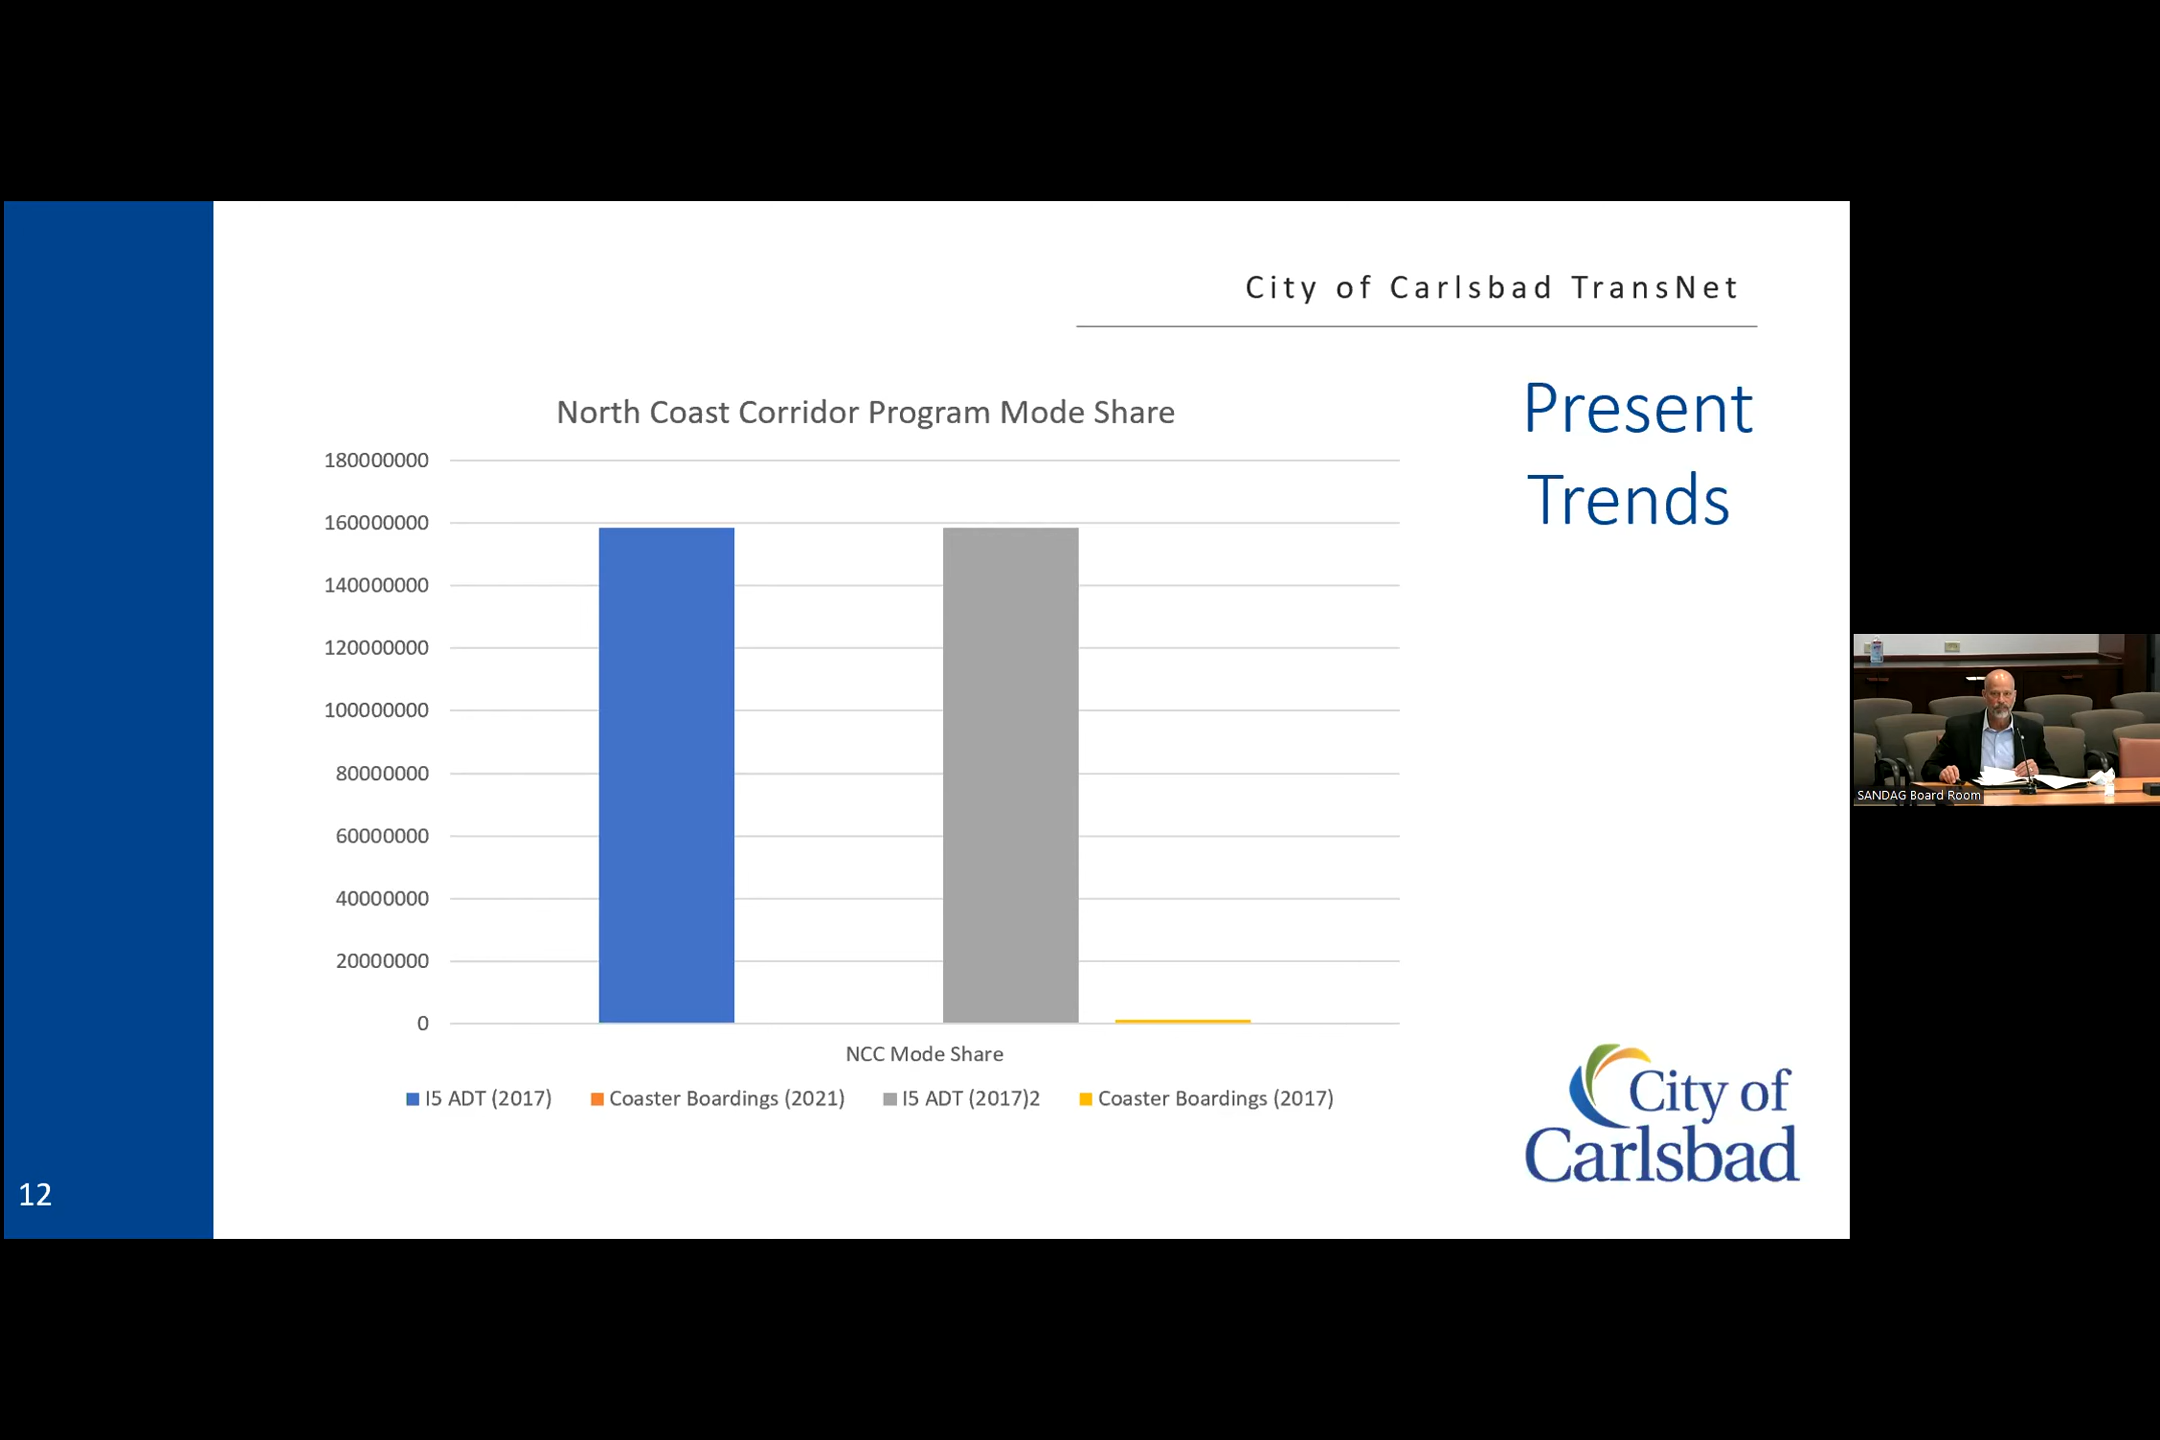 City of Carlsbad TransNet
Present
Trends
North Coast Corridor Program Mode Share
180000000
160000000
140000000
120000000
100000000
80000000
60000000
40000000
20000000
0
NCC Mode Share
I5 ADT (2017) Coaster Boardings (2021) I5 ADT (2017)2 Coaster Boardings (2017)
City of
Carlsbad
12
SANDAG Board Room